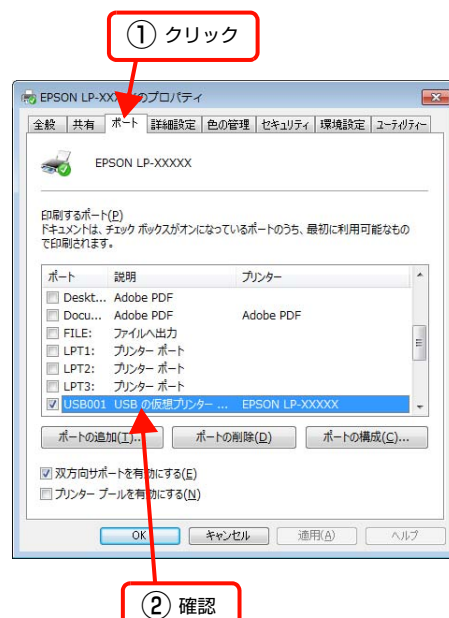 ① クリック
EPSON LP-XXXXXのプロパティ
全般 共有 ポート 詳細設定 色の管理 セキュリティ 環境設定 ユーティリティー
EPSON LP-XXXXX
印刷するポート(P)
ドキュメントは、チェック ボックスがオンになっているポートのうち、最初に利用可能なもの
で印刷されます。
ポート 説明 プリンター
Deskt... Adobe PDF
Docu... Adobe PDF Adobe PDF
FILE: ファイルへ出力
LPT1: プリンター ポート
LPT2: プリンター ポート
LPT3: プリンター ポート
USB001 USB の仮想プリンター ... EPSON LP-XXXXX
ポートの追加(T)... ポートの削除(D) ポートの構成(C)...
双方向サポートを有効にする(E)
プリンター プールを有効にする(N)
OK キャンセル 適用(A) ヘルプ
② 確認